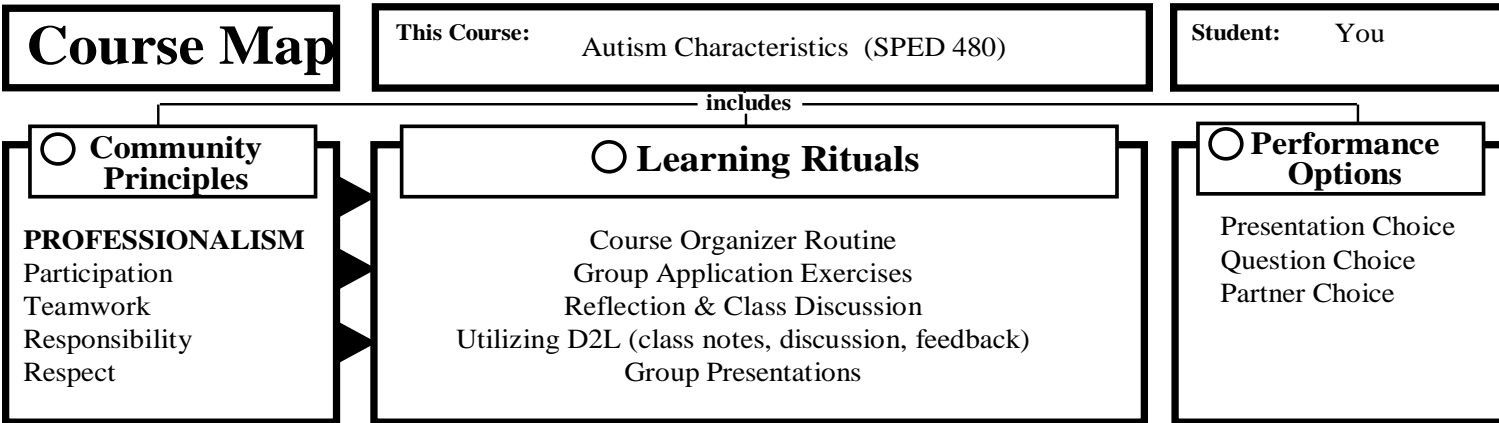 Course Map
This Course:
Autism Characteristics (SPED 480)
Student: You
includes
Community
Principles
PROFESSIONALISM
Participation
Teamwork
Responsibility
Respect
Learning Rituals
Course Organizer Routine
Group Application Exercises
Reflection & Class Discussion
Utilizing D2L (class notes, discussion, feedback)
Group Presentations
Performance
Options
Presentation Choice
Question Choice
Partner Choice